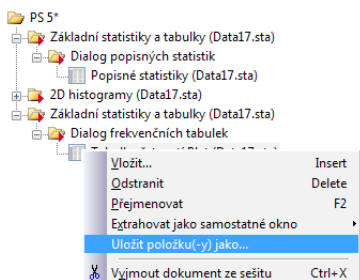 PS 5*
Základní statistiky a tabulky (Data17.sta)
Dialog popisných statistik
Popisné statistiky (Data17.sta)
2D histogramy (Data17.sta)
Základní statistiky a tabulky (Data17.sta)
Dialog frekvenčních tabulek
Vložit... Insert
Odstranit Delete
Přejmenovat F2
Extrahovat jako samostatné okno
Uložit položku(-y) jako...
Vyjmout dokument ze sešitu Ctrl+X